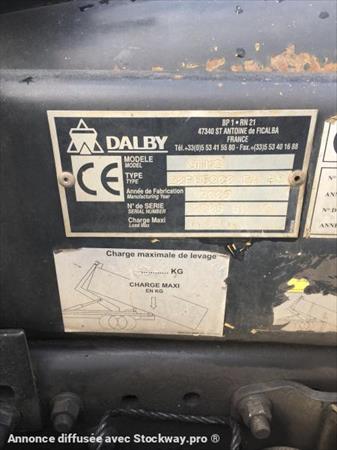 DALBY
BP 1 • RN 21
47340 ST ANTOINE de FICALBA
FRANCE
Tél.+33(0)5 53 41 55 80 - Fax.+(33)5 53 40 16 88
CE
MODELE
MODEL
TYPE
TYPE
Année de Fabrication
Manufacturing Year
N° de SERIE
SERIAL NUMBER
Charge Maxi
Load Max
N°
ANNE
N° D
ANNE
Charge maximale de levage
KG
CHARGE MAXI
EN KG
Annonce diffusée avec Stockway.pro ®